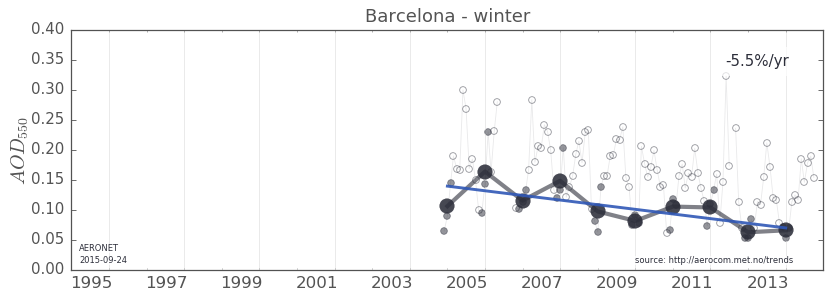 Barcelona - winter
0.40
0.35
0.30
0.25
0.20
0.15
0.10
0.05
0.00
AOD550
-5.5%/yr
AERONET
2015-09-24
source: http://aerocom.met.no/trends
1995 1997 1999 2001 2003 2005 2007 2009 2011 2013